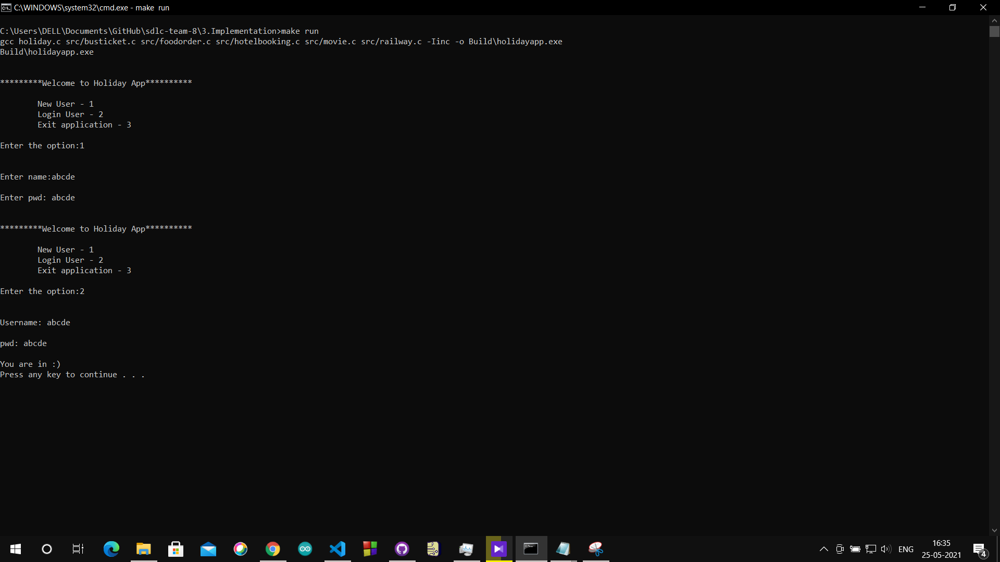 C:\WINDOWS\system32\cmd.exe - make  run
C:\Users\DELL\Documents\GitHub\sdlc-team-8\3.Implementation>make run
gcc holiday.c src/busticket.c src/foodorder.c src/hotelbooking.c src/movie.c src/railway.c -Iinc -o Build\holidayapp.exe
Build\holidayapp.exe
*********Welcome to Holiday App**********
New User - 1
Login User - 2
Exit application - 3
Enter the option:1
Enter name:abcde
Enter pwd: abcde
*********Welcome to Holiday App**********
New User - 1
Login User - 2
Exit application - 3
Enter the option:2
Username: abcde
pwd: abcde
You are in :)
Press any key to continue . . .
ENG
16:35
25-05-2021
4